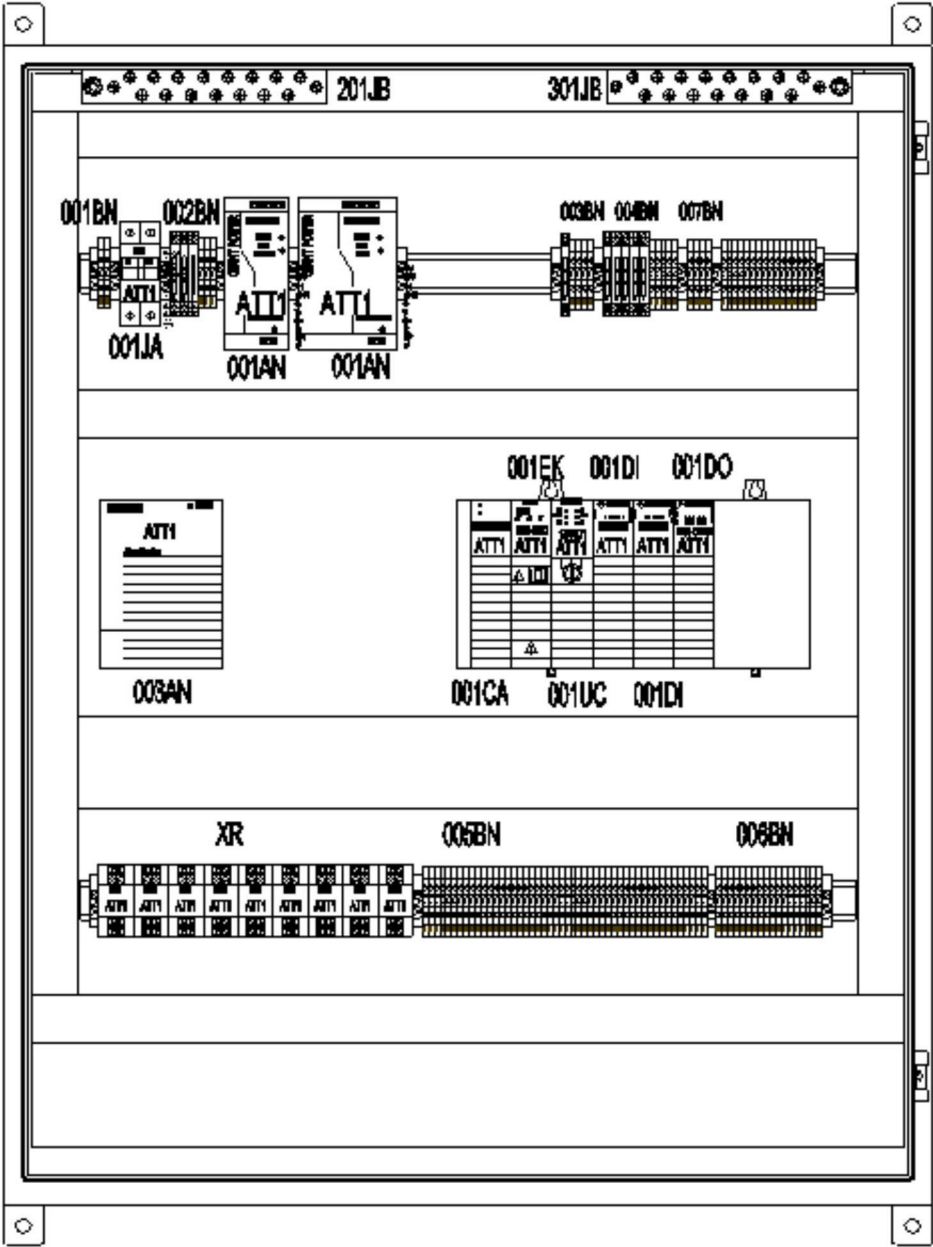 201JB 301JB
001BN 002BN 003BN 004BN 007BN
ATT1 ATT1 ATT1
001JA 001AN 001AN
001EK 001DI 001DO
ATT1
ATT1 ATT1 ATT1 ATT1 ATT1 ATT1
003AN 001CA 001UC 001DI
XR 005BN 006BN
ATT1 ATT1 ATT1 ATT1 ATT1 ATT1 ATT1 ATT1 ATT1